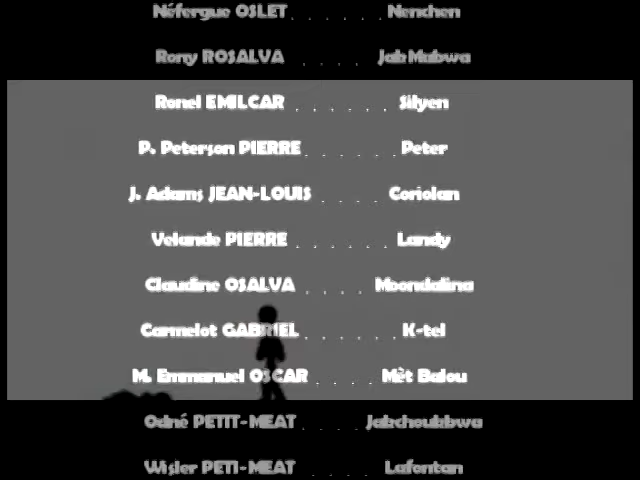 Néfergue OSLET . . . . . . Nenchen
Rony ROSALVA . . . . Jab Mabwa
Ronel EMILCAR . . . . . . Silyen
P. Peterson PIERRE . . . . . . Peter
J. Adams JEAN-LOUIS . . . . Coriolan
Velande PIERRE . . . . . . Landy
Claudine OSALVA . . . . Moondalina
Carmelot GABRIEL . . . . . . K-tel
M. Emmanuel OSCAR . . . . Mèt Balou
Odné PETIT-MEAT . . . . Jabchoukbwa
Wisler PETI-MEAT . . . . Lafontan